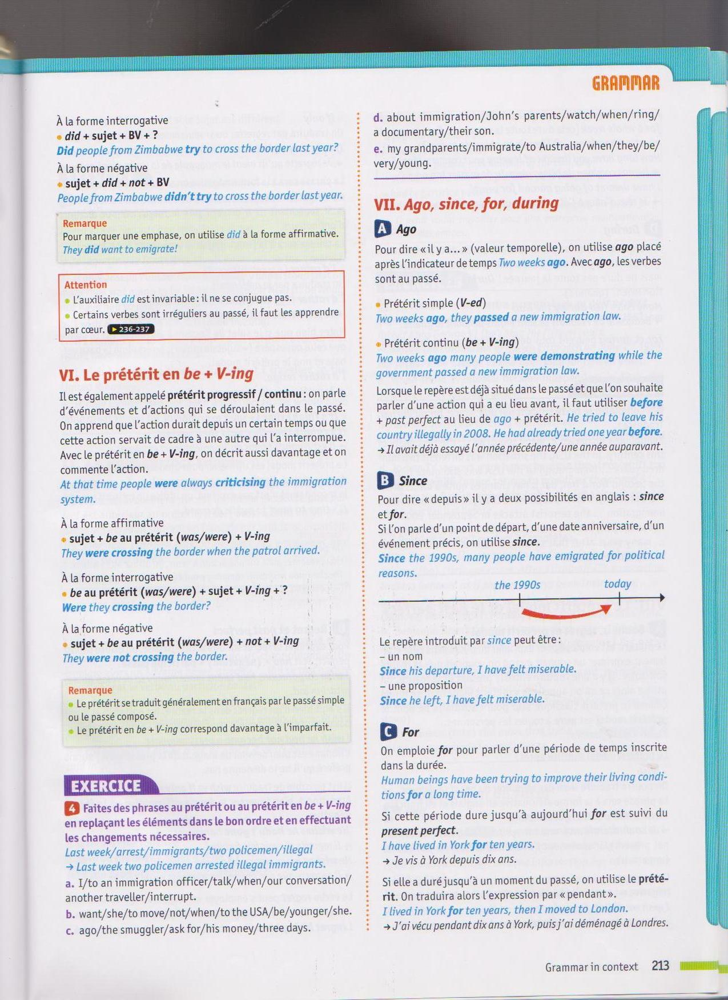 GRAMMAR
À la forme interrogative
• did + sujet + BV + ?
Did people from Zimbabwe try to cross the border last year?
À la forme négative
• sujet + did + not + BV
People from Zimbabwe didn't try to cross the border last year.
Remarque
Pour marquer une emphase, on utilise did à la forme affirmative.
They did want to emigrate!
Attention
• L'auxiliaire did est invariable : il ne se conjugue pas.
• Certains verbes sont irréguliers au passé, il faut les apprendre
par cœur. ▶ 236-237
VI. Le prétérit en be + V-ing
Il est également appelé prétérit progressif / continu : on parle
d'événements et d'actions qui se déroulaient dans le passé.
On apprend que l'action durait depuis un certain temps ou que
cette action servait de cadre à une autre qui l'a interrompue.
Avec le prétérit en be + V-ing, on décrit aussi davantage et on
commente l'action.
At that time people were always criticising the immigration
system.
À la forme affirmative
• sujet + be au prétérit (was/were) + V-ing
They were crossing the border when the patrol arrived.
À la forme interrogative
• be au prétérit (was/were) + sujet + V-ing + ?
Were they crossing the border?
À la forme négative
• sujet + be au prétérit (was/were) + not + V-ing
They were not crossing the border.
Remarque
• Le prétérit se traduit généralement en français par le passé simple
ou le passé composé.
• Le prétérit en be + V-ing correspond davantage à l'imparfait.
EXERCICE
4 Faites des phrases au prétérit ou au prétérit en be + V-ing
en replaçant les éléments dans le bon ordre et en effectuant
les changements nécessaires.
Last week/arrest/immigrants/two policemen/illegal
→ Last week two policemen arrested illegal immigrants.
a. I/to an immigration officer/talk/when/our conversation/
another traveller/interrupt.
b. want/she/to move/not/when/to the USA/be/younger/she.
c. ago/the smuggler/ask for/his money/three days.
d. about immigration/John's parents/watch/when/ring/
a documentary/their son.
e. my grandparents/immigrate/to Australia/when/they/be/
very/young.
VII. Ago, since, for, during
A Ago
Pour dire « il y a... » (valeur temporelle), on utilise ago placé
après l'indicateur de temps Two weeks ago. Avec ago, les verbes
sont au passé.
• Prétérit simple (V-ed)
Two weeks ago, they passed a new immigration law.
• Prétérit continu (be + V-ing)
Two weeks ago many people were demonstrating while the
government passed a new immigration law.
Lorsque le repère est déjà situé dans le passé et que l'on souhaite
parler d'une action qui a eu lieu avant, il faut utiliser before
+ past perfect au lieu de ago + prétérit. He tried to leave his
country illegally in 2008. He had already tried one year before.
→ Il avait déjà essayé l'année précédente/une année auparavant.
B Since
Pour dire « depuis » il y a deux possibilités en anglais : since
et for.
Si l'on parle d'un point de départ, d'une date anniversaire, d'un
événement précis, on utilise since.
Since the 1990s, many people have emigrated for political
reasons.
the 1990s today
Le repère introduit par since peut être :
– un nom
Since his departure, I have felt miserable.
– une proposition
Since he left, I have felt miserable.
C For
On emploie for pour parler d'une période de temps inscrite
dans la durée.
Human beings have been trying to improve their living condi-
tions for a long time.
Si cette période dure jusqu'à aujourd'hui for est suivi du
present perfect.
I have lived in York for ten years.
→ Je vis à York depuis dix ans.
Si elle a duré jusqu'à un moment du passé, on utilise le prété-
rit. On traduira alors l'expression par « pendant ».
I lived in York for ten years, then I moved to London.
→ J'ai vécu pendant dix ans à York, puis j'ai déménagé à Londres.
Grammar in context 213